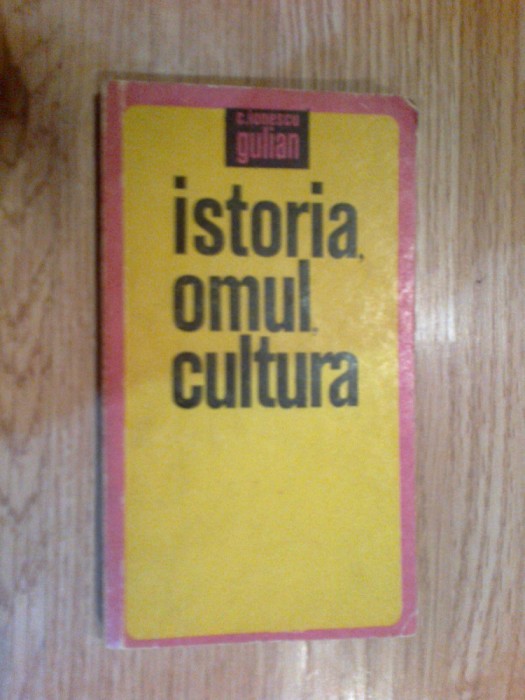 c.ionescu
gulian
istoria,
omul,
cultura